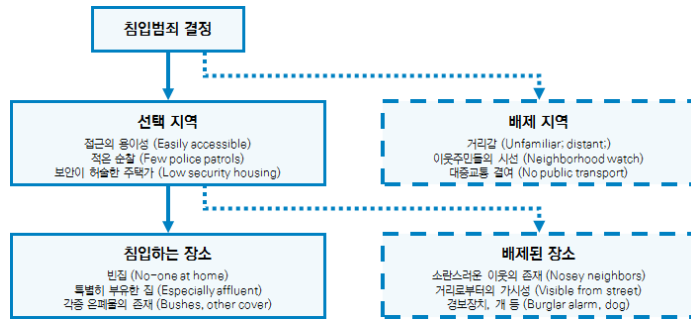 침입범죄 결정
선택 지역
접근의 용이성 (Easily accessible)
적은 순찰 (Few police patrols)
보안이 허술한 주택가 (Low security housing)
배제 지역
거리감 (Unfamiliar; distant;)
이웃주민들의 시선 (Neighborhood watch)
대중교통 결여 (No public transport)
침입하는 장소
빈집 (No-one at home)
특별히 부유한 집 (Especially affluent)
각종 은폐물의 존재 (Bushes, other cover)
배제된 장소
소란스러운 이웃의 존재 (Nosey neighbors)
거리로부터의 가시성 (Visible from street)
경보장치, 개 등 (Burglar alarm, dog)